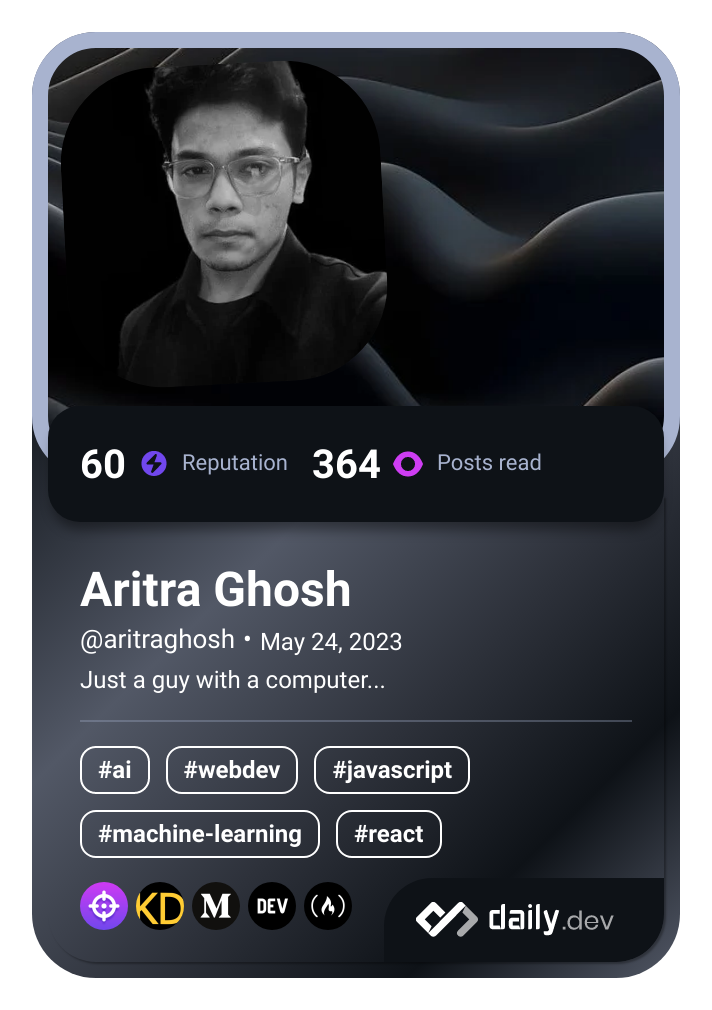 60 Reputation 364 Posts read
Aritra Ghosh
@aritraghosh • May 24, 2023
Just a guy with a computer...
#ai #webdev #javascript
#machine-learning #react
KD M DEV daily.dev